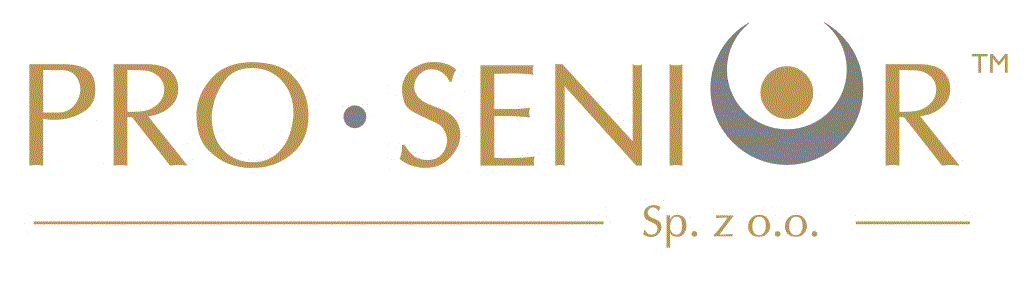 PRO · SENIOR™
Sp. z o.o.